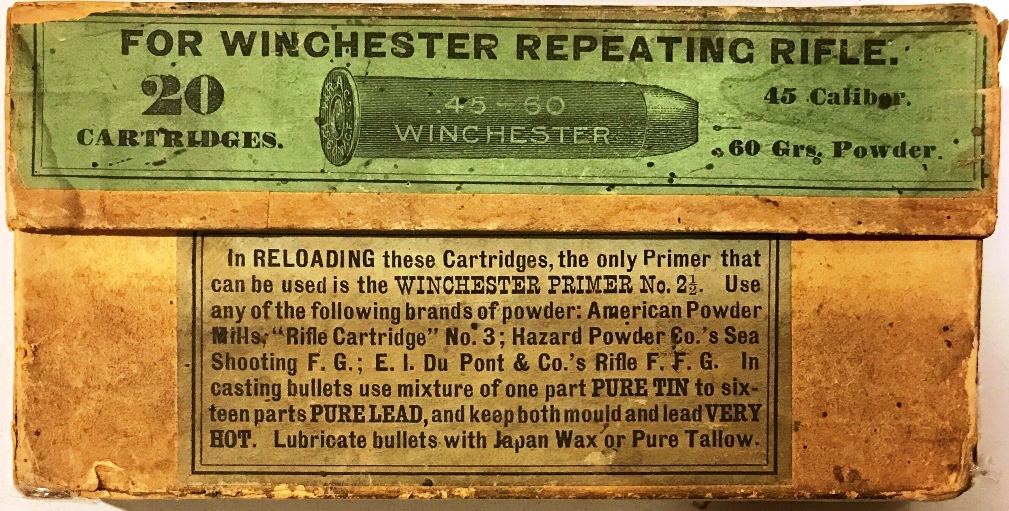 FOR WINCHESTER REPEATING RIFLE.
20
CARTRIDGES.
.45-60
WINCHESTER
45 Caliber.
60 Grs. Powder.
In RELOADING these Cartridges, the only Primer that
can be used is the WINCHESTER PRIMER No. 2½. Use
any of the following brands of powder: American Powder
Mills, "Rifle Cartridge" No. 3; Hazard Powder Co.'s Sea
Shooting F. G.; E. I. Du Pont & Co.'s Rifle F. F. G. In
casting bullets use mixture of one part PURE TIN to six-
teen parts PURE LEAD, and keep both mould and lead VERY
HOT. Lubricate bullets with Japan Wax or Pure Tallow.